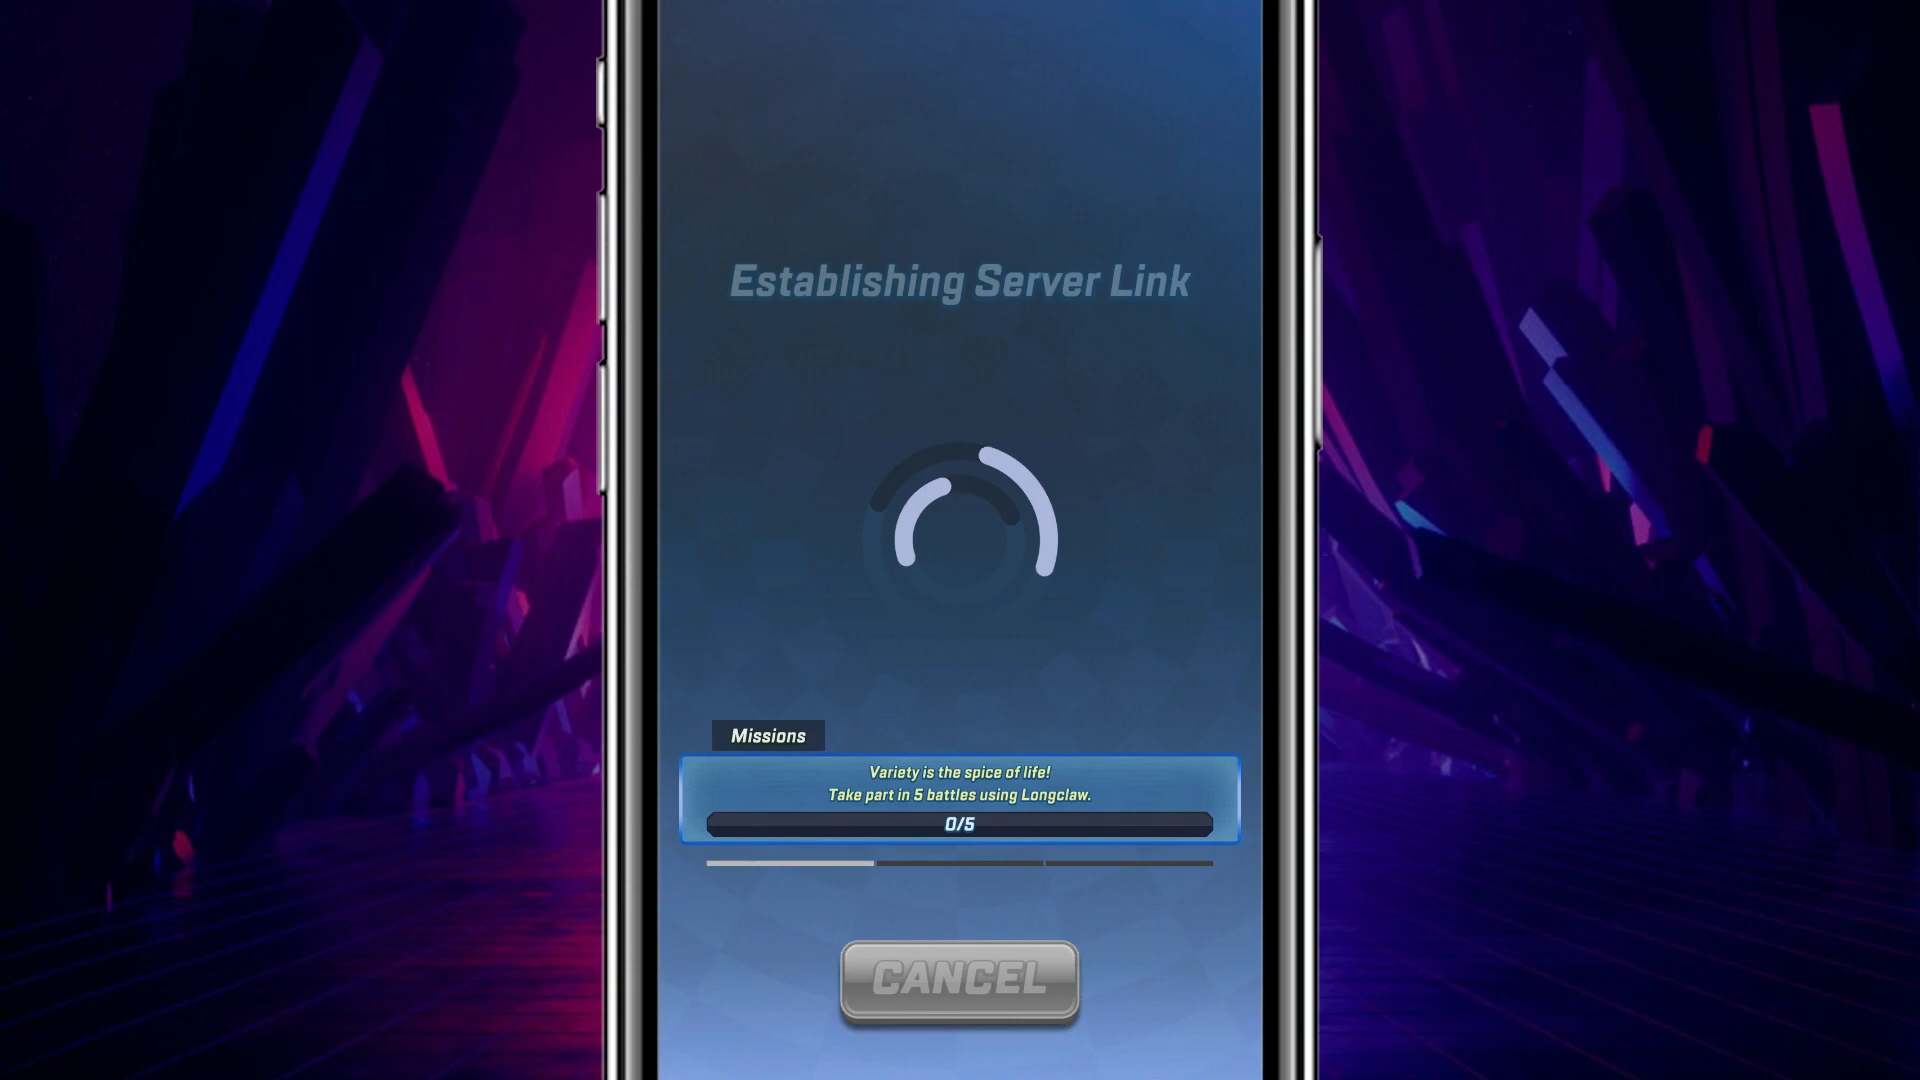 Establishing Server Link
Missions
Variety is the spice of life!
Take part in 5 battles using Longclaw.
0/5
CANCEL